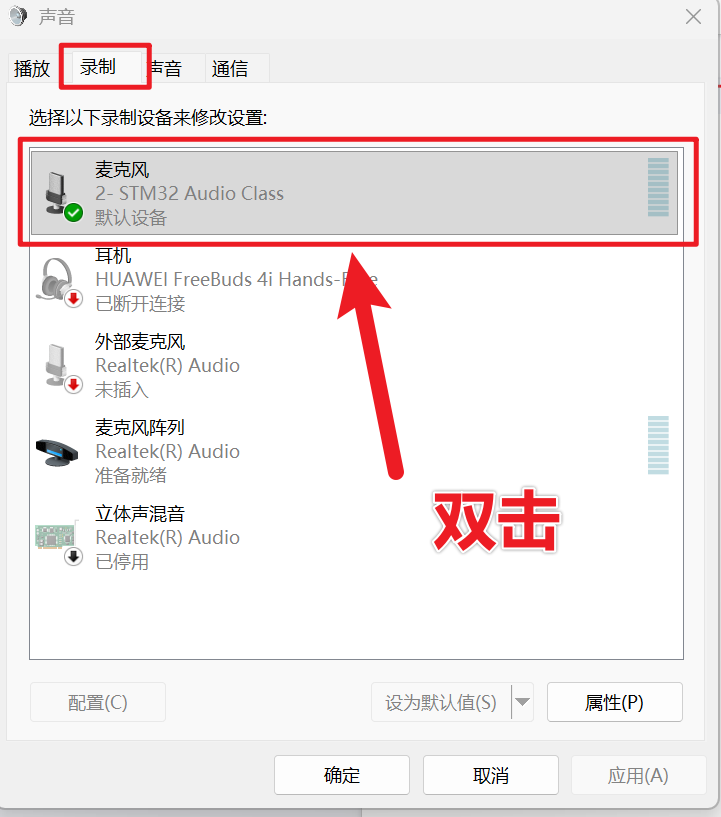 声音
播放 录制 声音 通信
选择以下录制设备来修改设置:
麦克风
2- STM32 Audio Class
默认设备
耳机
HUAWEI FreeBuds 4i Hands-Free
已断开连接
外部麦克风
Realtek(R) Audio
未插入
麦克风阵列
Realtek(R) Audio
准备就绪
双击
立体声混音
Realtek(R) Audio
已停用
配置(C) 设为默认值(S) 属性(P)
确定 取消 应用(A)